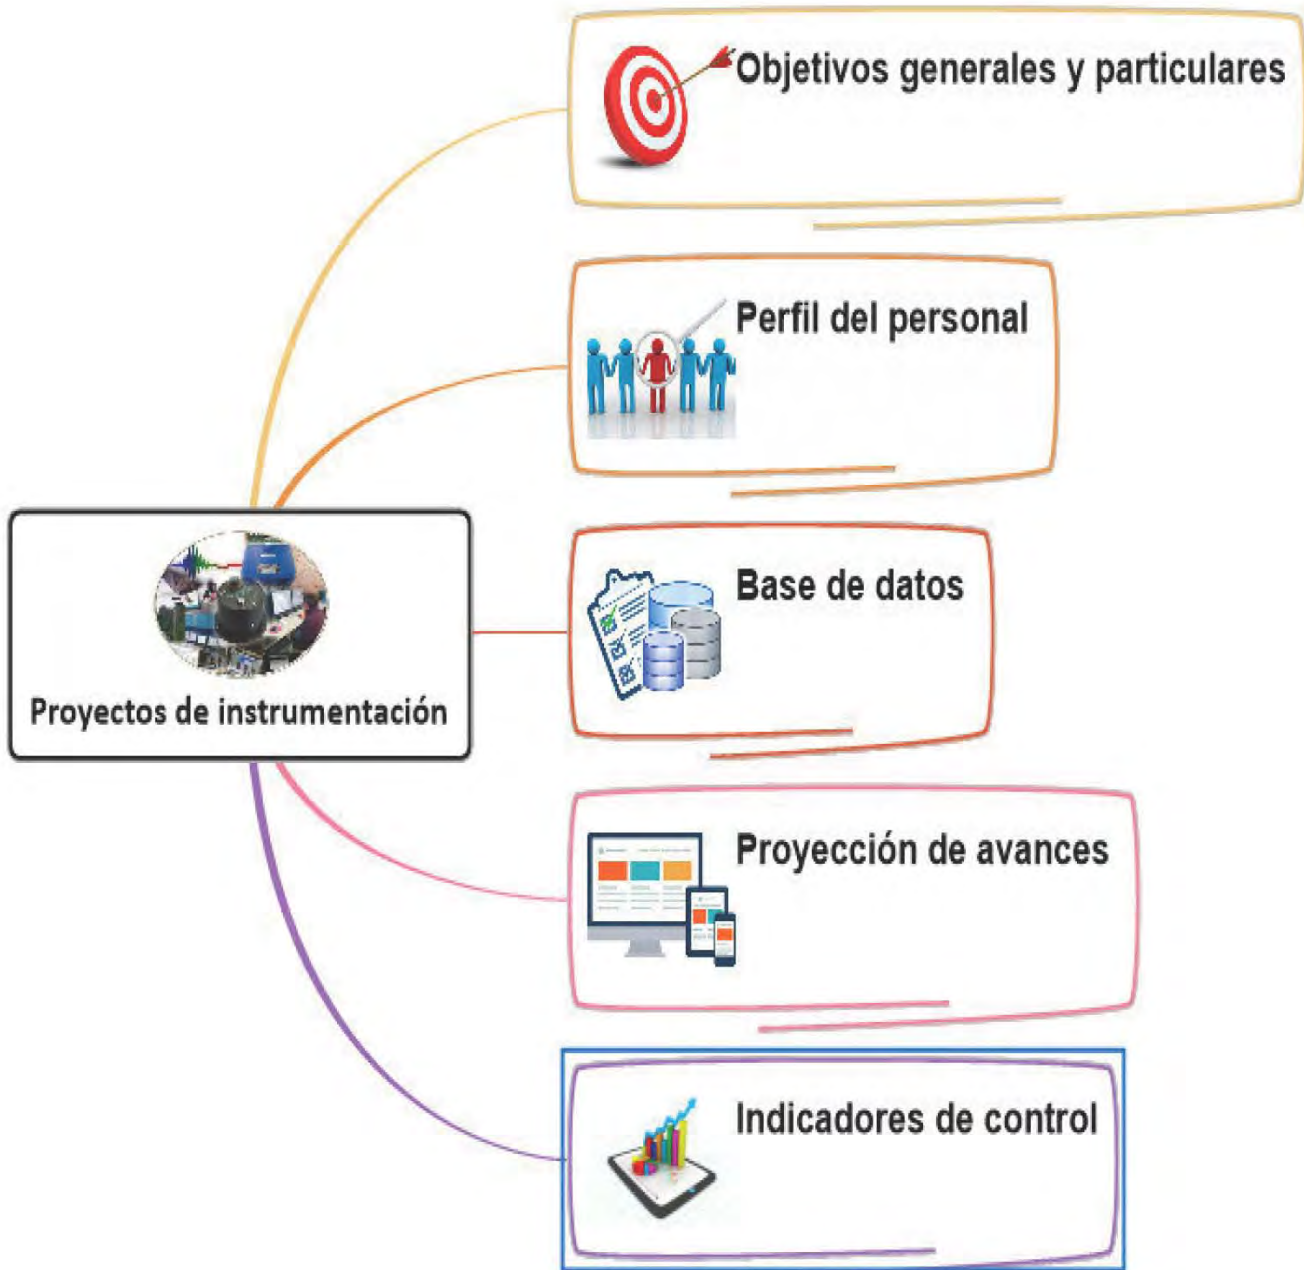 Objetivos generales y particulares
Perfil del personal
Base de datos
Proyectos de instrumentación
Proyección de avances
Indicadores de control